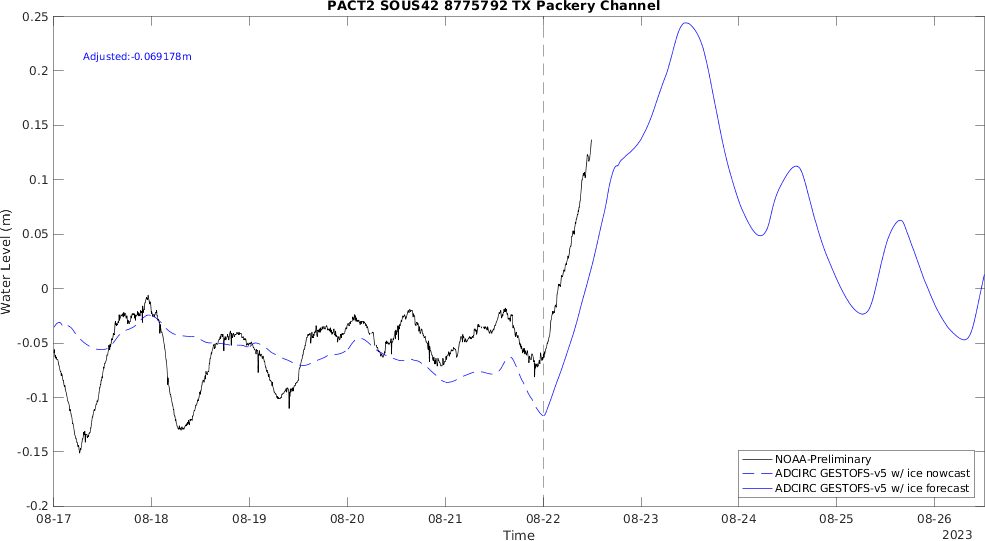 PACT2 SOUS42 8775792 TX Packery Channel
Adjusted:-0.069178m
Water Level (m)
0.25
0.2
0.15
0.1
0.05
0
-0.05
-0.1
-0.15
-0.2
NOAA-Preliminary
ADCIRC GESTOFS-v5 w/ ice nowcast
ADCIRC GESTOFS-v5 w/ ice forecast
08-17 08-18 08-19 08-20 08-21 08-22 08-23 08-24 08-25 08-26
Time
2023